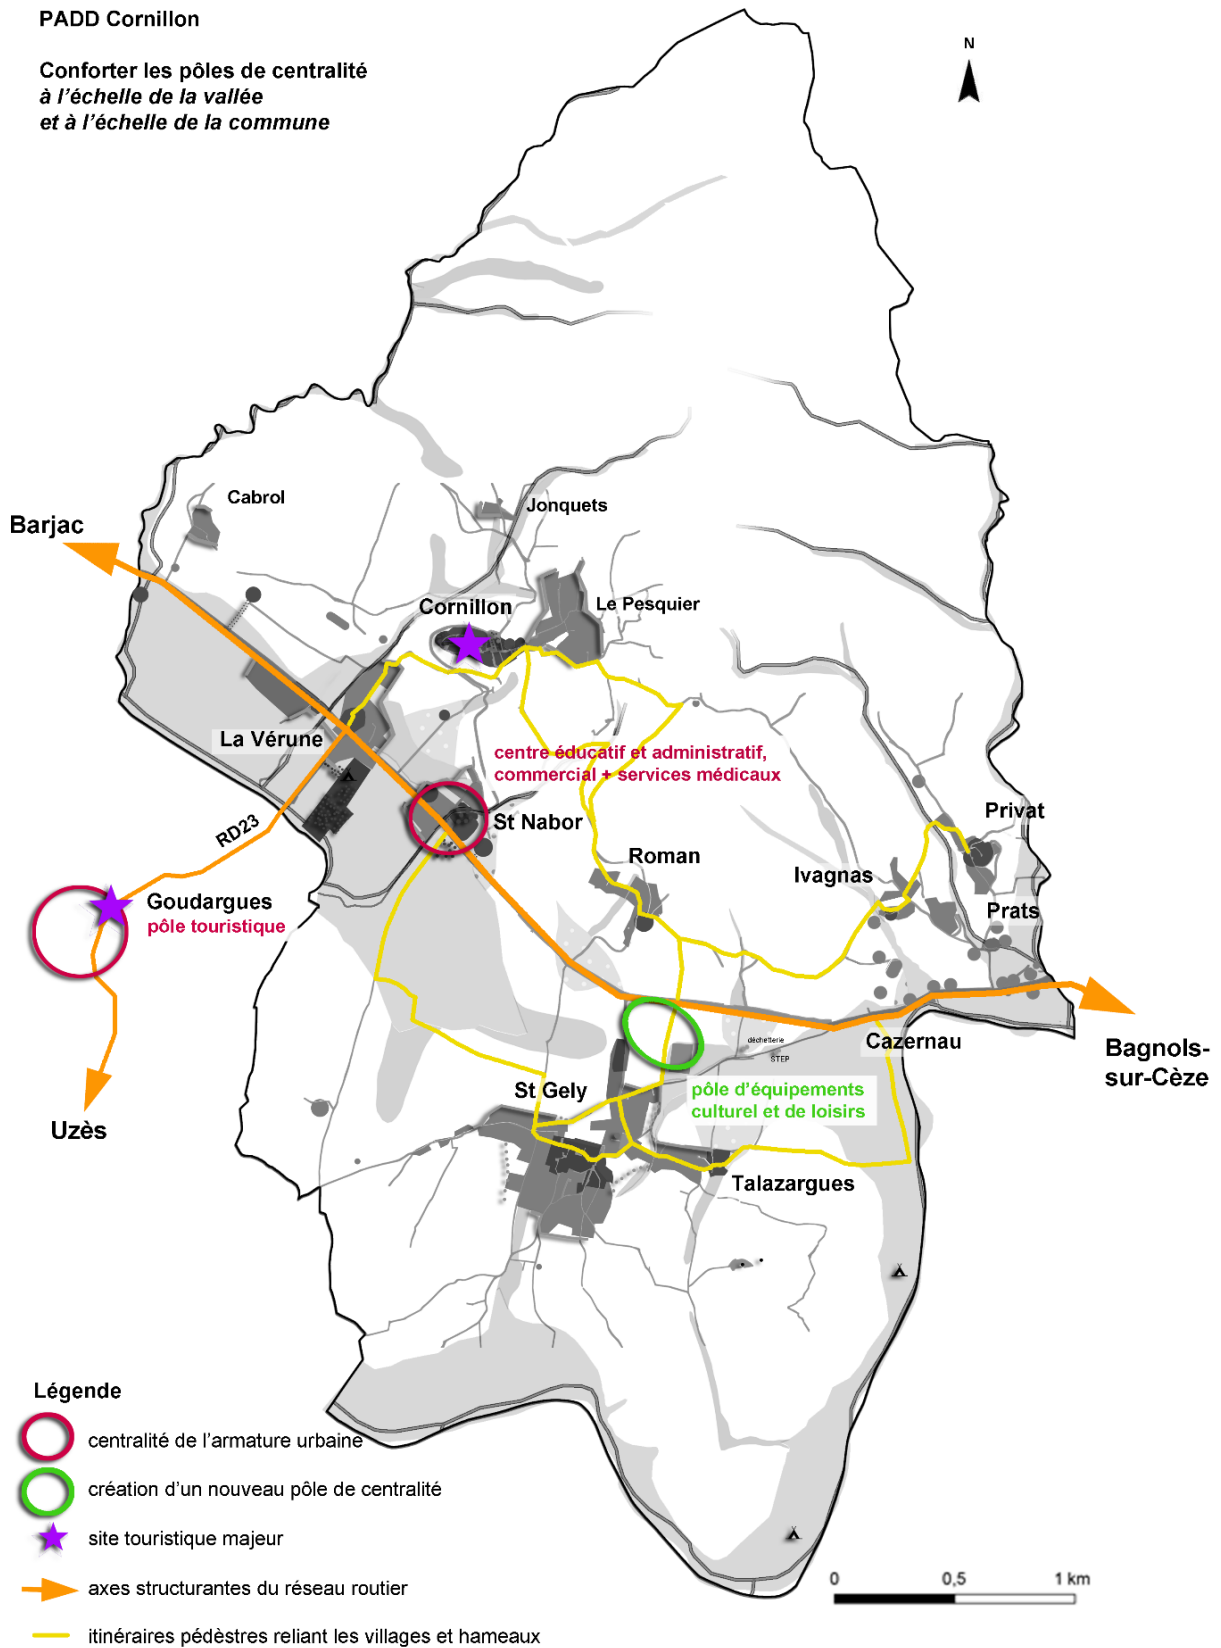 PADD Cornillon
Conforter les pôles de centralité
à l'échelle de la vallée
et à l'échelle de la commune
N
Cabrol
Jonquets
Barjac
Cornillon
Le Pesquier
La Vérune
centre éducatif et administratif,
commercial + services médicaux
St Nabor
RD23
Privat
Roman
Ivagnas
Goudargues
pôle touristique
Prats
déchetterie
STEP
Cazernau
Bagnols-
sur-Cèze
St Gely
pôle d'équipements
culturel et de loisirs
Uzès
Talazargues
Légende
centralité de l'armature urbaine
création d'un nouveau pôle de centralité
site touristique majeur
axes structurantes du réseau routier
itinéraires pédèstres reliant les villages et hameaux
0 0,5 1 km